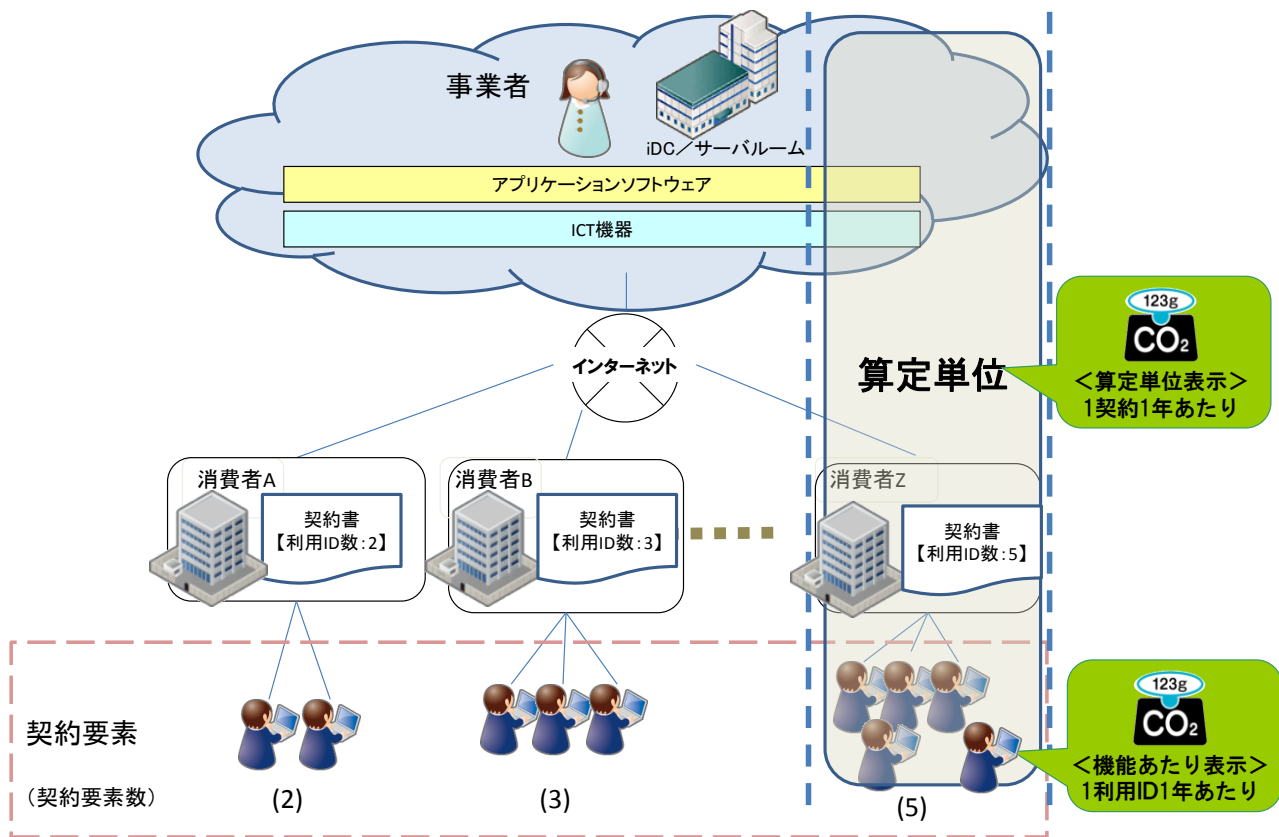 事業者
iDC／サーバルーム
アプリケーションソフトウェア
ICT機器
インターネット
算定単位
123g
CO2
＜算定単位表示＞
1契約1年あたり
消費者A
契約書
【利用ID数:2】
消費者B
契約書
【利用ID数:3】
消費者Z
契約書
【利用ID数:5】
契約要素
（契約要素数）
(2)
(3)
(5)
123g
CO2
＜機能あたり表示＞
1利用ID1年あたり